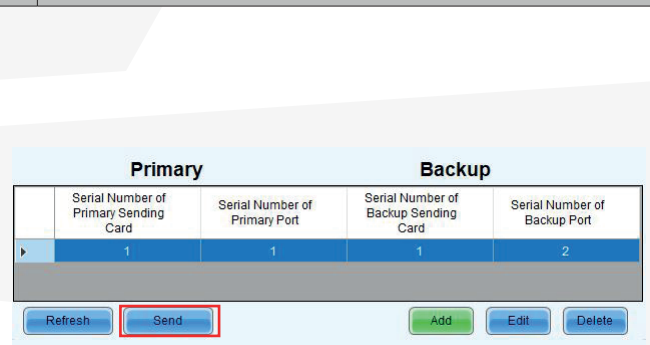 Primary Backup
Serial Number of Primary Sending Card Serial Number of Primary Port Serial Number of Backup Sending Card Serial Number of Backup Port
1 1 1 2
Refresh Send Add Edit Delete